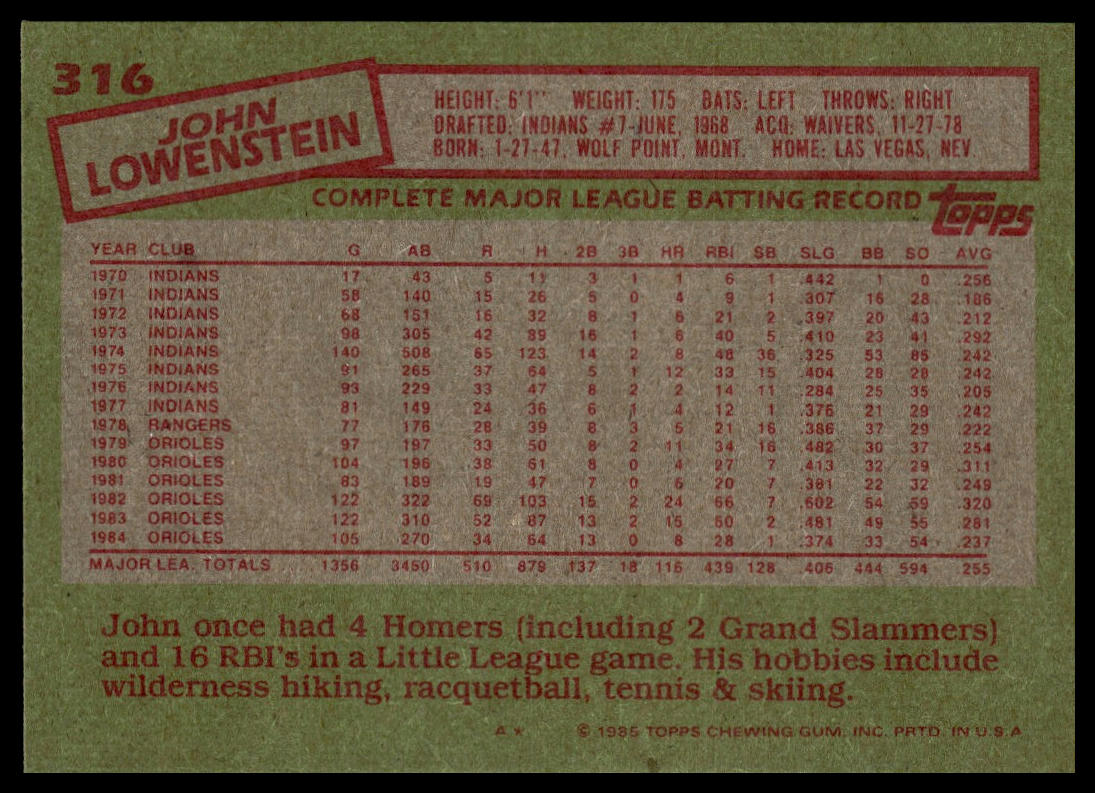 316
JOHN
LOWENSTEIN
HEIGHT: 6'1" WEIGHT: 175 BATS: LEFT THROWS: RIGHT
DRAFTED: INDIANS #7-JUNE, 1968 ACQ: WAIVERS, 11-27-78
BORN: 1-27-47, WOLF POINT, MONT. HOME: LAS VEGAS, NEV.
COMPLETE MAJOR LEAGUE BATTING RECORD topps
YEAR CLUB G AB R H 2B 3B HR RBI SB SLG BB SO AVG
1970 INDIANS 17 43 5 11 3 1 1 6 1 .442 1 0 .256
1971 INDIANS 58 140 15 26 5 0 4 9 1 .307 16 28 .186
1972 INDIANS 68 151 16 32 8 1 6 21 2 .397 20 43 .212
1973 INDIANS 98 305 42 89 16 1 6 40 5 .410 23 41 .292
1974 INDIANS 140 508 65 123 14 2 8 48 36 .325 53 85 .242
1975 INDIANS 91 265 37 64 5 1 12 33 15 .404 28 28 .242
1976 INDIANS 93 229 33 47 8 2 2 14 11 .284 25 35 .205
1977 INDIANS 81 149 24 36 6 1 4 12 1 .376 21 29 .242
1978 RANGERS 77 176 28 39 8 3 5 21 16 .386 37 29 .222
1979 ORIOLES 97 197 33 50 8 2 11 34 16 .482 30 37 .254
1980 ORIOLES 104 196 38 61 8 0 4 27 7 .413 32 29 .311
1981 ORIOLES 83 189 19 47 7 0 6 20 7 .381 22 32 .249
1982 ORIOLES 122 322 69 103 15 2 24 66 7 .602 54 59 .320
1983 ORIOLES 122 310 52 87 13 2 15 60 2 .481 49 55 .281
1984 ORIOLES 105 270 34 64 13 0 8 28 1 .374 33 54 .237
MAJOR LEA. TOTALS 1356 3450 510 879 137 18 116 439 128 .406 444 594 .255
John once had 4 Homers (including 2 Grand Slammers)
and 16 RBI's in a Little League game. His hobbies include
wilderness hiking, racquetball, tennis & skiing.
A* © 1985 TOPPS CHEWING GUM, INC. PRTD. IN U.S.A